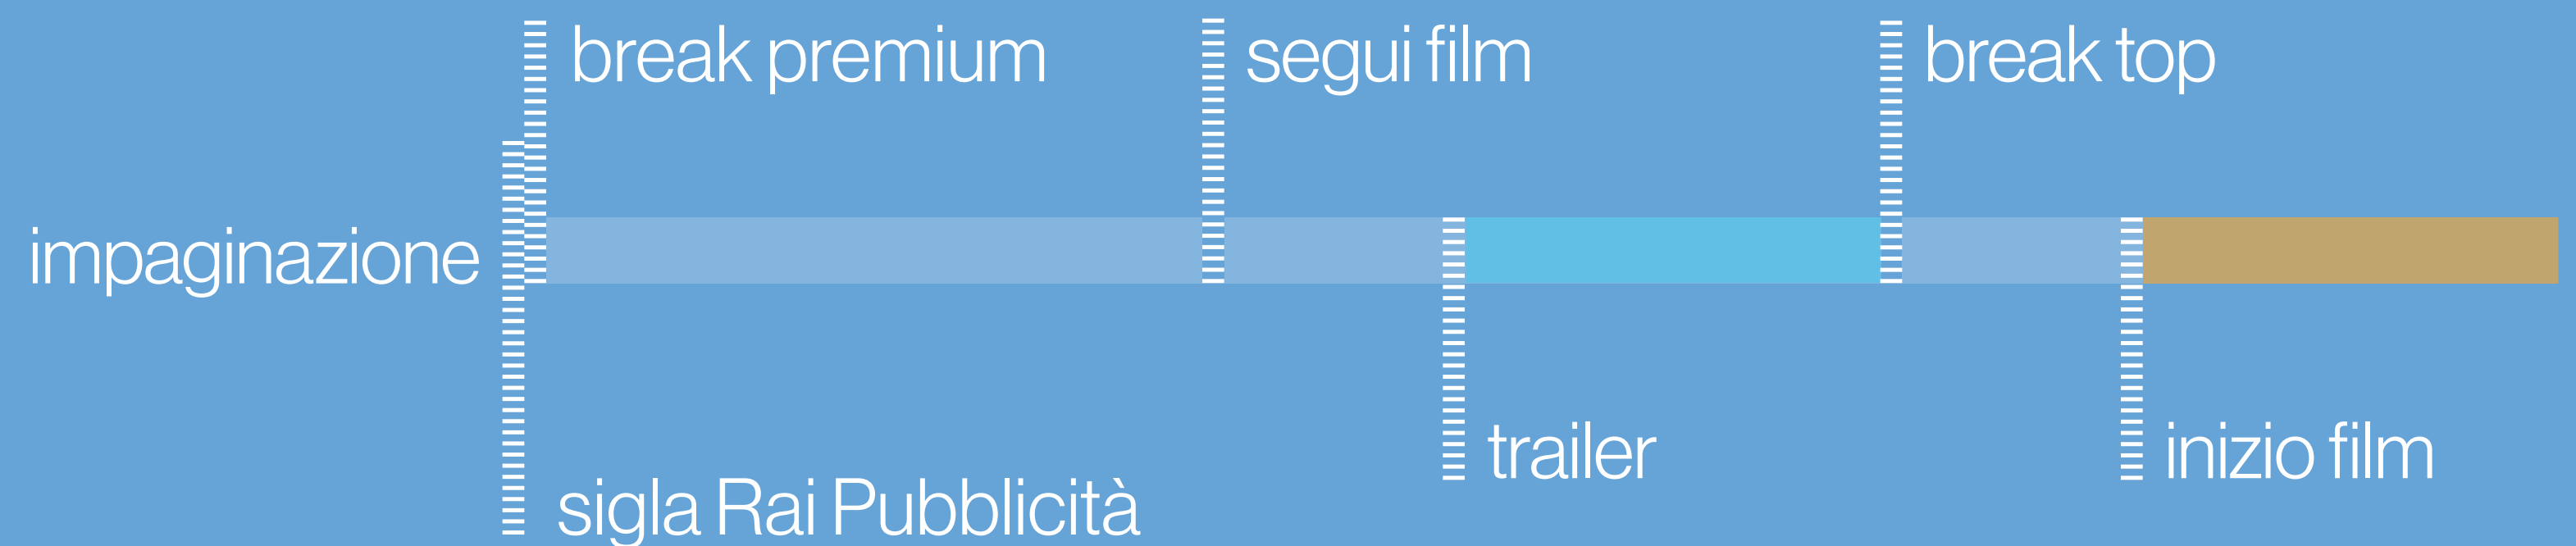 break premium
segui film
break top
impaginazione
trailer
inizio film
sigla Rai Pubblicità